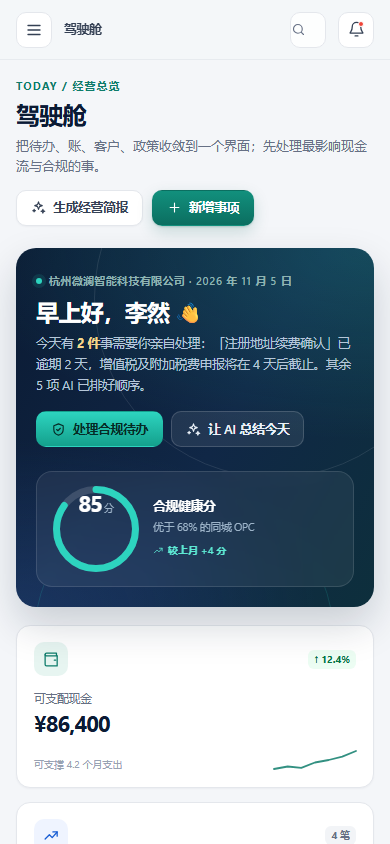 驾驶舱
TODAY / 经营总览
驾驶舱
把待办、账、客户、政策收敛到一个界面；先处理最影响现金
流与合规的事。
生成经营简报
新增事项
杭州微澜智能科技有限公司 · 2026 年 11 月 5 日
早上好，李然 👋
今天有 2 件事需要你亲自处理：「注册地址续费确认」已
逾期 2 天，增值税及附加税费申报将在 4 天后截止。其余
5 项 AI 已排好顺序。
处理合规待办
让 AI 总结今天
85分
合规健康分
优于 68% 的同城 OPC
较上月 +4 分
↑ 12.4%
可支配现金
¥86,400
可支撑 4.2 个月支出
4 笔